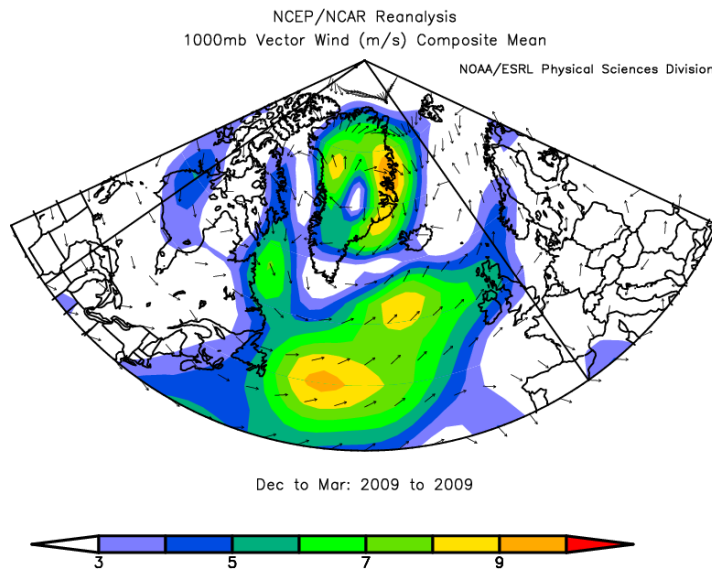 NCEP/NCAR Reanalysis
1000mb Vector Wind (m/s) Composite Mean
NOAA/ESRL Physical Sciences Division
Dec to Mar: 2009 to 2009
3 5 7 9